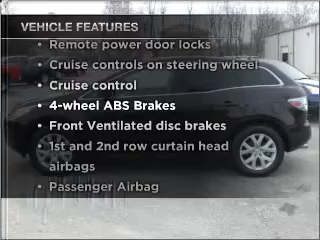 VEHICLE FEATURES
• Remote power door locks
• Cruise controls on steering wheel
• Cruise control
• 4-wheel ABS Brakes
• Front Ventilated disc brakes
• 1st and 2nd row curtain head
airbags
• Passenger Airbag